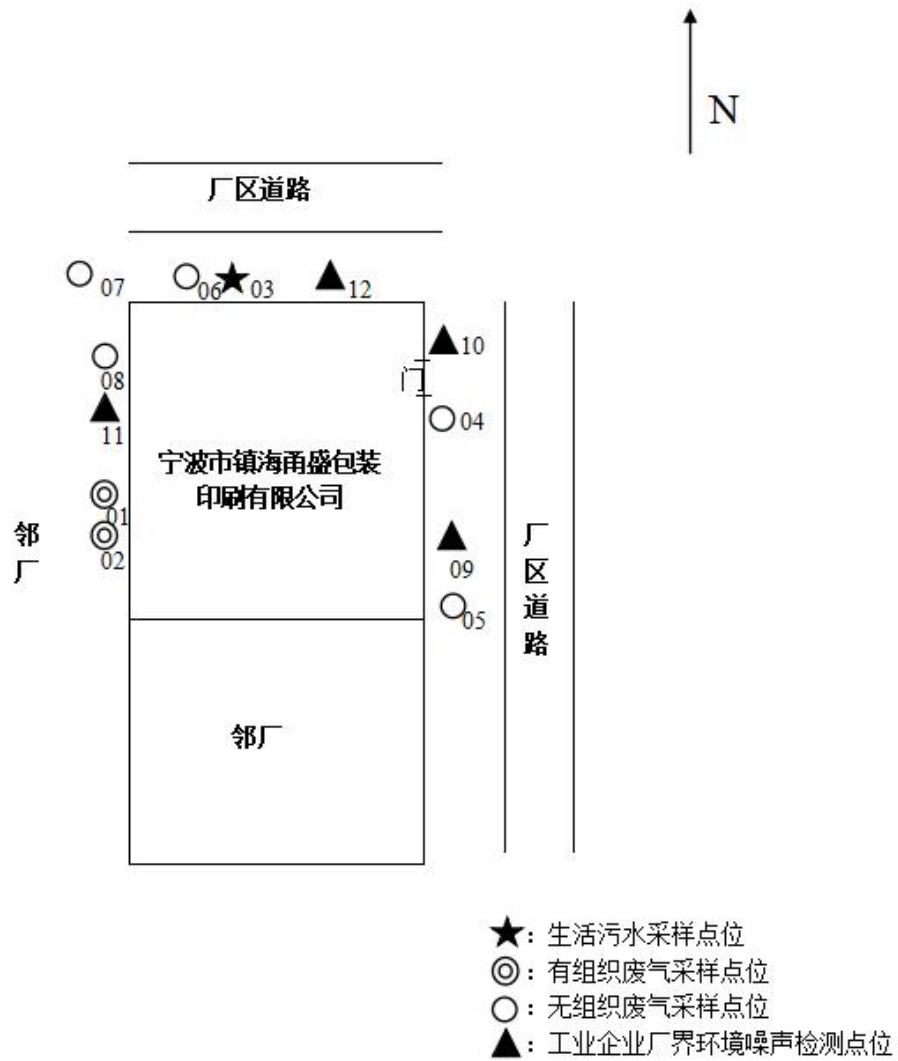 N
厂区道路
07
06
03
12
10
08
门
04
11
宁波市镇海甬盛包装
印刷有限公司
01
邻厂
02
09
厂区道路
05
邻厂
★：生活污水采样点位
◎：有组织废气采样点位
○：无组织废气采样点位
▲：工业企业厂界环境噪声检测点位